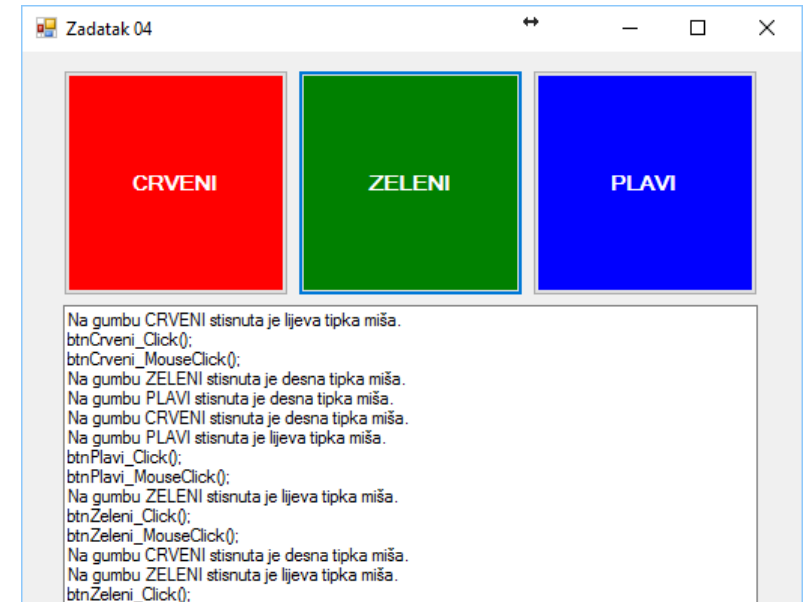 Zadatak 04
CRVENI
ZELENI
PLAVI
Na gumbu CRVENI stisnuta je lijeva tipka miša.
btnCrveni_Click();
btnCrveni_MouseClick();
Na gumbu ZELENI stisnuta je desna tipka miša.
Na gumbu PLAVI stisnuta je desna tipka miša.
Na gumbu CRVENI stisnuta je desna tipka miša.
Na gumbu PLAVI stisnuta je lijeva tipka miša.
btnPlavi_Click();
btnPlavi_MouseClick();
Na gumbu ZELENI stisnuta je lijeva tipka miša.
btnZeleni_Click();
btnZeleni_MouseClick();
Na gumbu CRVENI stisnuta je desna tipka miša.
Na gumbu ZELENI stisnuta je lijeva tipka miša.
btnZeleni_Click();